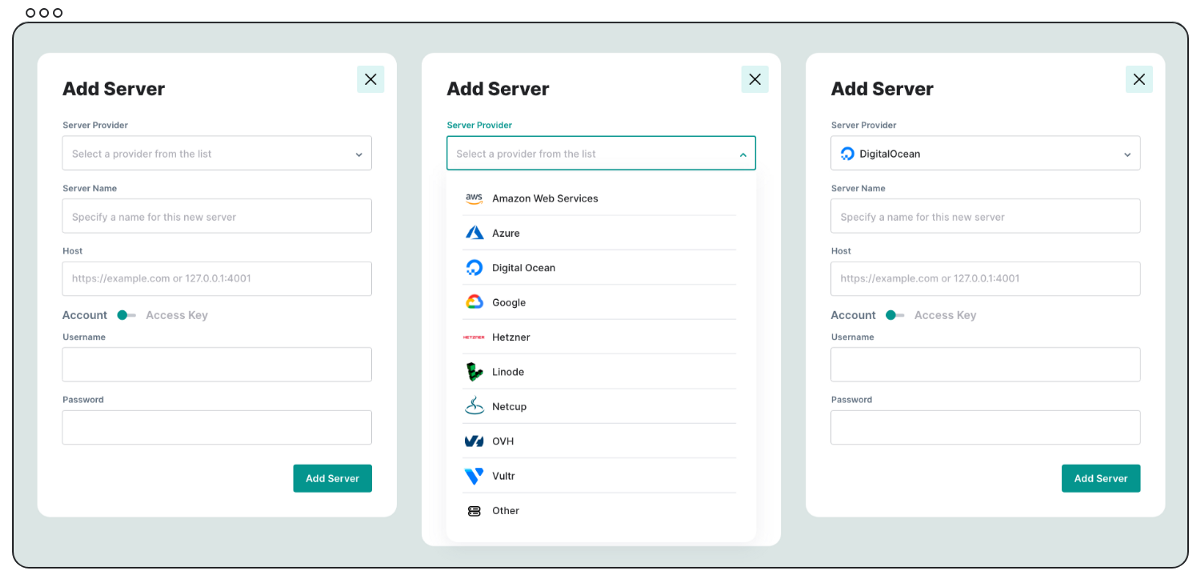 Add Server
Server Provider
Select a provider from the list
Server Name
Specify a name for this new server
Host
https://example.com or 127.0.0.1:4001
Account Access Key
Username
Password
Add Server
Add Server
Server Provider
Select a provider from the list
aws Amazon Web Services
Azure
Digital Ocean
Google
HETZNER Hetzner
Linode
Netcup
OVH
Vultr
Other
Add Server
Server Provider
DigitalOcean
Server Name
Specify a name for this new server
Host
https://example.com or 127.0.0.1:4001
Account Access Key
Username
Password
Add Server